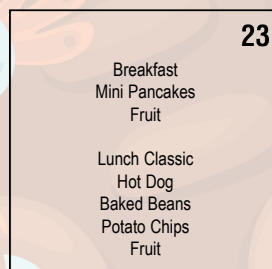 23
Breakfast
Mini Pancakes
Fruit
Lunch Classic
Hot Dog
Baked Beans
Potato Chips
Fruit